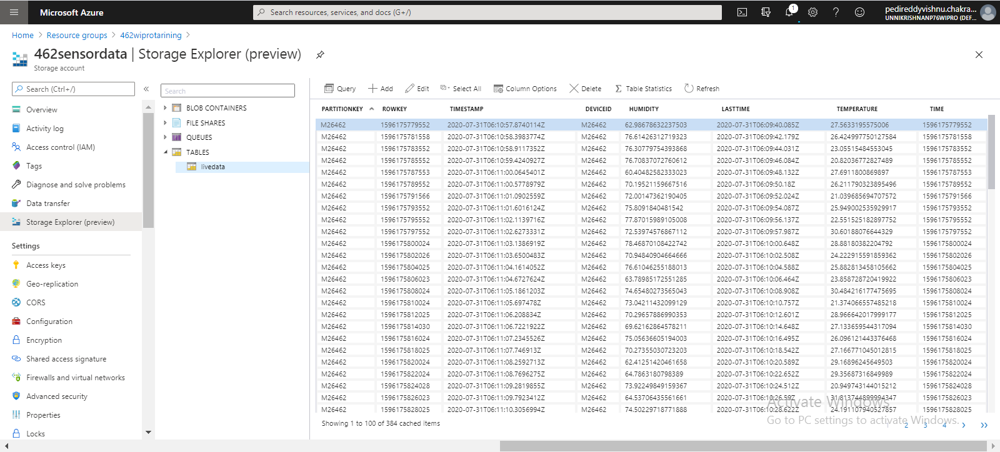 Microsoft Azure
Search resources, services, and docs (G+/)
1
pedireddyvishnu.chakra...
UNNIKRISHNANP76WIPRO (DEF...
Home > Resource groups > 462wiprotarining >
462sensordata | Storage Explorer (preview)
Storage account
Search (Ctrl+/)
«
Overview
Activity log
Access control (IAM)
Tags
Diagnose and solve problems
Data transfer
Storage Explorer (preview)
Settings
Access keys
Geo-replication
CORS
Configuration
Encryption
Shared access signature
Firewalls and virtual networks
Advanced security
Properties
Locks
Search
BLOB CONTAINERS
FILE SHARES
QUEUES
TABLES
livedata
Query Add Edit Select All Column Options Delete Table Statistics Refresh
PARTITIONKEY ROWKEY TIMESTAMP DEVICEID HUMIDITY LASTTIME TEMPERATURE TIME
M26462 1596175779552 2020-07-31T06:10:57.8740114Z M26462 62.98678632237503 2020-07-31T06:09:40.085Z 27.5633195575006 1596175779552
M26462 1596175781558 2020-07-31T06:10:58.3983774Z M26462 76.61426312719323 2020-07-31T06:09:42.179Z 26.424997750127584 1596175781558
M26462 1596175783552 2020-07-31T06:10:58.9117352Z M26462 76.30779754393868 2020-07-31T06:09:44.031Z 23.05515484553045 1596175783552
M26462 1596175785552 2020-07-31T06:10:59.4240927Z M26462 76.70837072760612 2020-07-31T06:09:46.084Z 20.82036772827489 1596175785552
M26462 1596175787553 2020-07-31T06:11:00.0645401Z M26462 60.40482582333023 2020-07-31T06:09:48.132Z 27.6911800869897 1596175787553
M26462 1596175789552 2020-07-31T06:11:00.5778979Z M26462 70.19521159667516 2020-07-31T06:09:50.18Z 26.211790323895496 1596175789552
M26462 1596175791566 2020-07-31T06:11:01.0902559Z M26462 72.00147362190405 2020-07-31T06:09:52.024Z 21.039685694707572 1596175791566
M26462 1596175793552 2020-07-31T06:11:01.6016124Z M26462 75.8091840481542 2020-07-31T06:09:54.087Z 25.949002535929917 1596175793552
M26462 1596175795552 2020-07-31T06:11:02.1139716Z M26462 77.87015989105008 2020-07-31T06:09:56.137Z 22.551525182897752 1596175795552
M26462 1596175797552 2020-07-31T06:11:02.6273331Z M26462 72.53974576867112 2020-07-31T06:09:57.987Z 30.60188076644329 1596175797552
M26462 1596175800024 2020-07-31T06:11:03.1386919Z M26462 78.46870108422742 2020-07-31T06:10:00.648Z 28.88180382204792 1596175800024
M26462 1596175802026 2020-07-31T06:11:03.6500483Z M26462 70.94840904664666 2020-07-31T06:10:02.508Z 24.222915591859362 1596175802026
M26462 1596175804025 2020-07-31T06:11:04.1614052Z M26462 76.61046255188013 2020-07-31T06:10:04.588Z 25.882813458105662 1596175804025
M26462 1596175806023 2020-07-31T06:11:04.6727624Z M26462 63.78985172551285 2020-07-31T06:10:06.464Z 23.858728720419922 1596175806023
M26462 1596175808024 2020-07-31T06:11:05.1861203Z M26462 74.65480273565043 2020-07-31T06:10:08.908Z 30.484216177475695 1596175808024
M26462 1596175810024 2020-07-31T06:11:05.697478Z M26462 73.04211432099129 2020-07-31T06:10:10.757Z 21.374066557485218 1596175810024
M26462 1596175812025 2020-07-31T06:11:06.208834Z M26462 70.29657886990353 2020-07-31T06:10:12.601Z 28.966642017999177 1596175812025
M26462 1596175814030 2020-07-31T06:11:06.7221922Z M26462 69.62162864578211 2020-07-31T06:10:14.648Z 27.133659544317094 1596175814030
M26462 1596175816024 2020-07-31T06:11:07.2345526Z M26462 75.05636605194003 2020-07-31T06:10:16.495Z 26.096121443376468 1596175816024
M26462 1596175818025 2020-07-31T06:11:07.746913Z M26462 70.27355030723203 2020-07-31T06:10:18.542Z 27.166771045012815 1596175818025
M26462 1596175820024 2020-07-31T06:11:08.2592713Z M26462 62.41251420461658 2020-07-31T06:10:20.589Z 29.16896245649503 1596175820024
M26462 1596175822024 2020-07-31T06:11:08.7696275Z M26462 64.7863180798389 2020-07-31T06:10:22.652Z 29.35687316849989 1596175822024
M26462 1596175824028 2020-07-31T06:11:09.2819855Z M26462 73.92249849159367 2020-07-31T06:10:24.512Z 20.949743144015212 1596175824028
M26462 1596175826023 2020-07-31T06:11:09.7923412Z M26462 64.53706435561661 2020-07-31T06:10:26.59Z 31.813744899994347 1596175826023
M26462 1596175828025 2020-07-31T06:11:10.3056994Z M26462 74.50229718771888 2020-07-31T06:10:28.622Z 24.191107940527857 1596175828025
Activate Windows
Go to PC settings to activate Windows.
Showing 1 to 100 of 384 cached items
1 2 3 4 > »